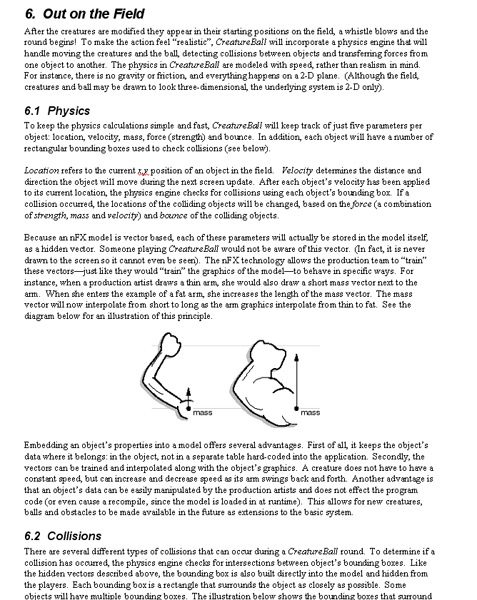 6. Out on the Field
After the creatures are modified they appear in their starting positions on the field, a whistle blows and the
round begins! To make the action feel "realistic", CreatureBall will incorporate a physics engine that will
handle moving the creatures and the ball, detecting collisions between objects and transferring forces from
one object to another. The physics in CreatureBall are modeled with speed, rather than realism in mind.
For instance, there is no gravity or friction, and everything happens on a 2-D plane. (Although the field,
creatures and ball may be drawn to look three-dimensional, the underlying system is 2-D only).
6.1 Physics
To keep the physics calculations simple and fast, CreatureBall will keep track of just five parameters per
object: location, velocity, mass, force (strength) and bounce. In addition, each object will have a number of
rectangular bounding boxes used to check collisions (see below).
Location refers to the current x,y position of an object in the field. Velocity determines the distance and
direction the object will move during the next screen update. After each object's velocity has been applied
to its current location, the physics engine checks for collisions using each object's bounding box. If a
collision occurred, the locations of the colliding objects will be changed, based on the force (a combination
of strength, mass and velocity) and bounce of the colliding objects.
Because an nFX model is vector based, each of these parameters will actually be stored in the model itself,
as a hidden vector. Someone playing CreatureBall would not be aware of this vector. (In fact, it is never
drawn to the screen so it cannot even be seen). The nFX technology allows the production team to "train"
these vectors—just like they would "train" the graphics of the model—to behave in specific ways. For
instance, when a production artist draws a thin arm, she would also draw a short mass vector next to the
arm. When she enters the example of a fat arm, she increases the length of the mass vector. The mass
vector will now interpolate from short to long as the arm graphics interpolate from thin to fat. See the
diagram below for an illustration of this principle.
mass mass
Embedding an object's properties into a model offers several advantages. First of all, it keeps the object's
data where it belongs: in the object, not in a separate table hard-coded into the application. Secondly, the
vectors can be trained and interpolated along with the object's graphics. A creature does not have to have a
constant speed, but can increase and decrease speed as its arm swings back and forth. Another advantage is
that an object's data can be easily manipulated by the production artists and does not effect the program
code (or even cause a recompile, since the model is loaded in at runtime). This allows for new creatures,
balls and obstacles to be made available in the future as extensions to the basic system.
6.2 Collisions
There are several different types of collisions that can occur during a CreatureBall round. To determine if a
collision has occurred, the physics engine checks for intersections between object's bounding boxes. Like
the hidden vectors described above, the bounding box is also built directly into the model and hidden from
the players. Each bounding box is a rectangle that surrounds the object as closely as possible. Some
objects will have multiple bounding boxes. The illustration below shows the bounding boxes that surround